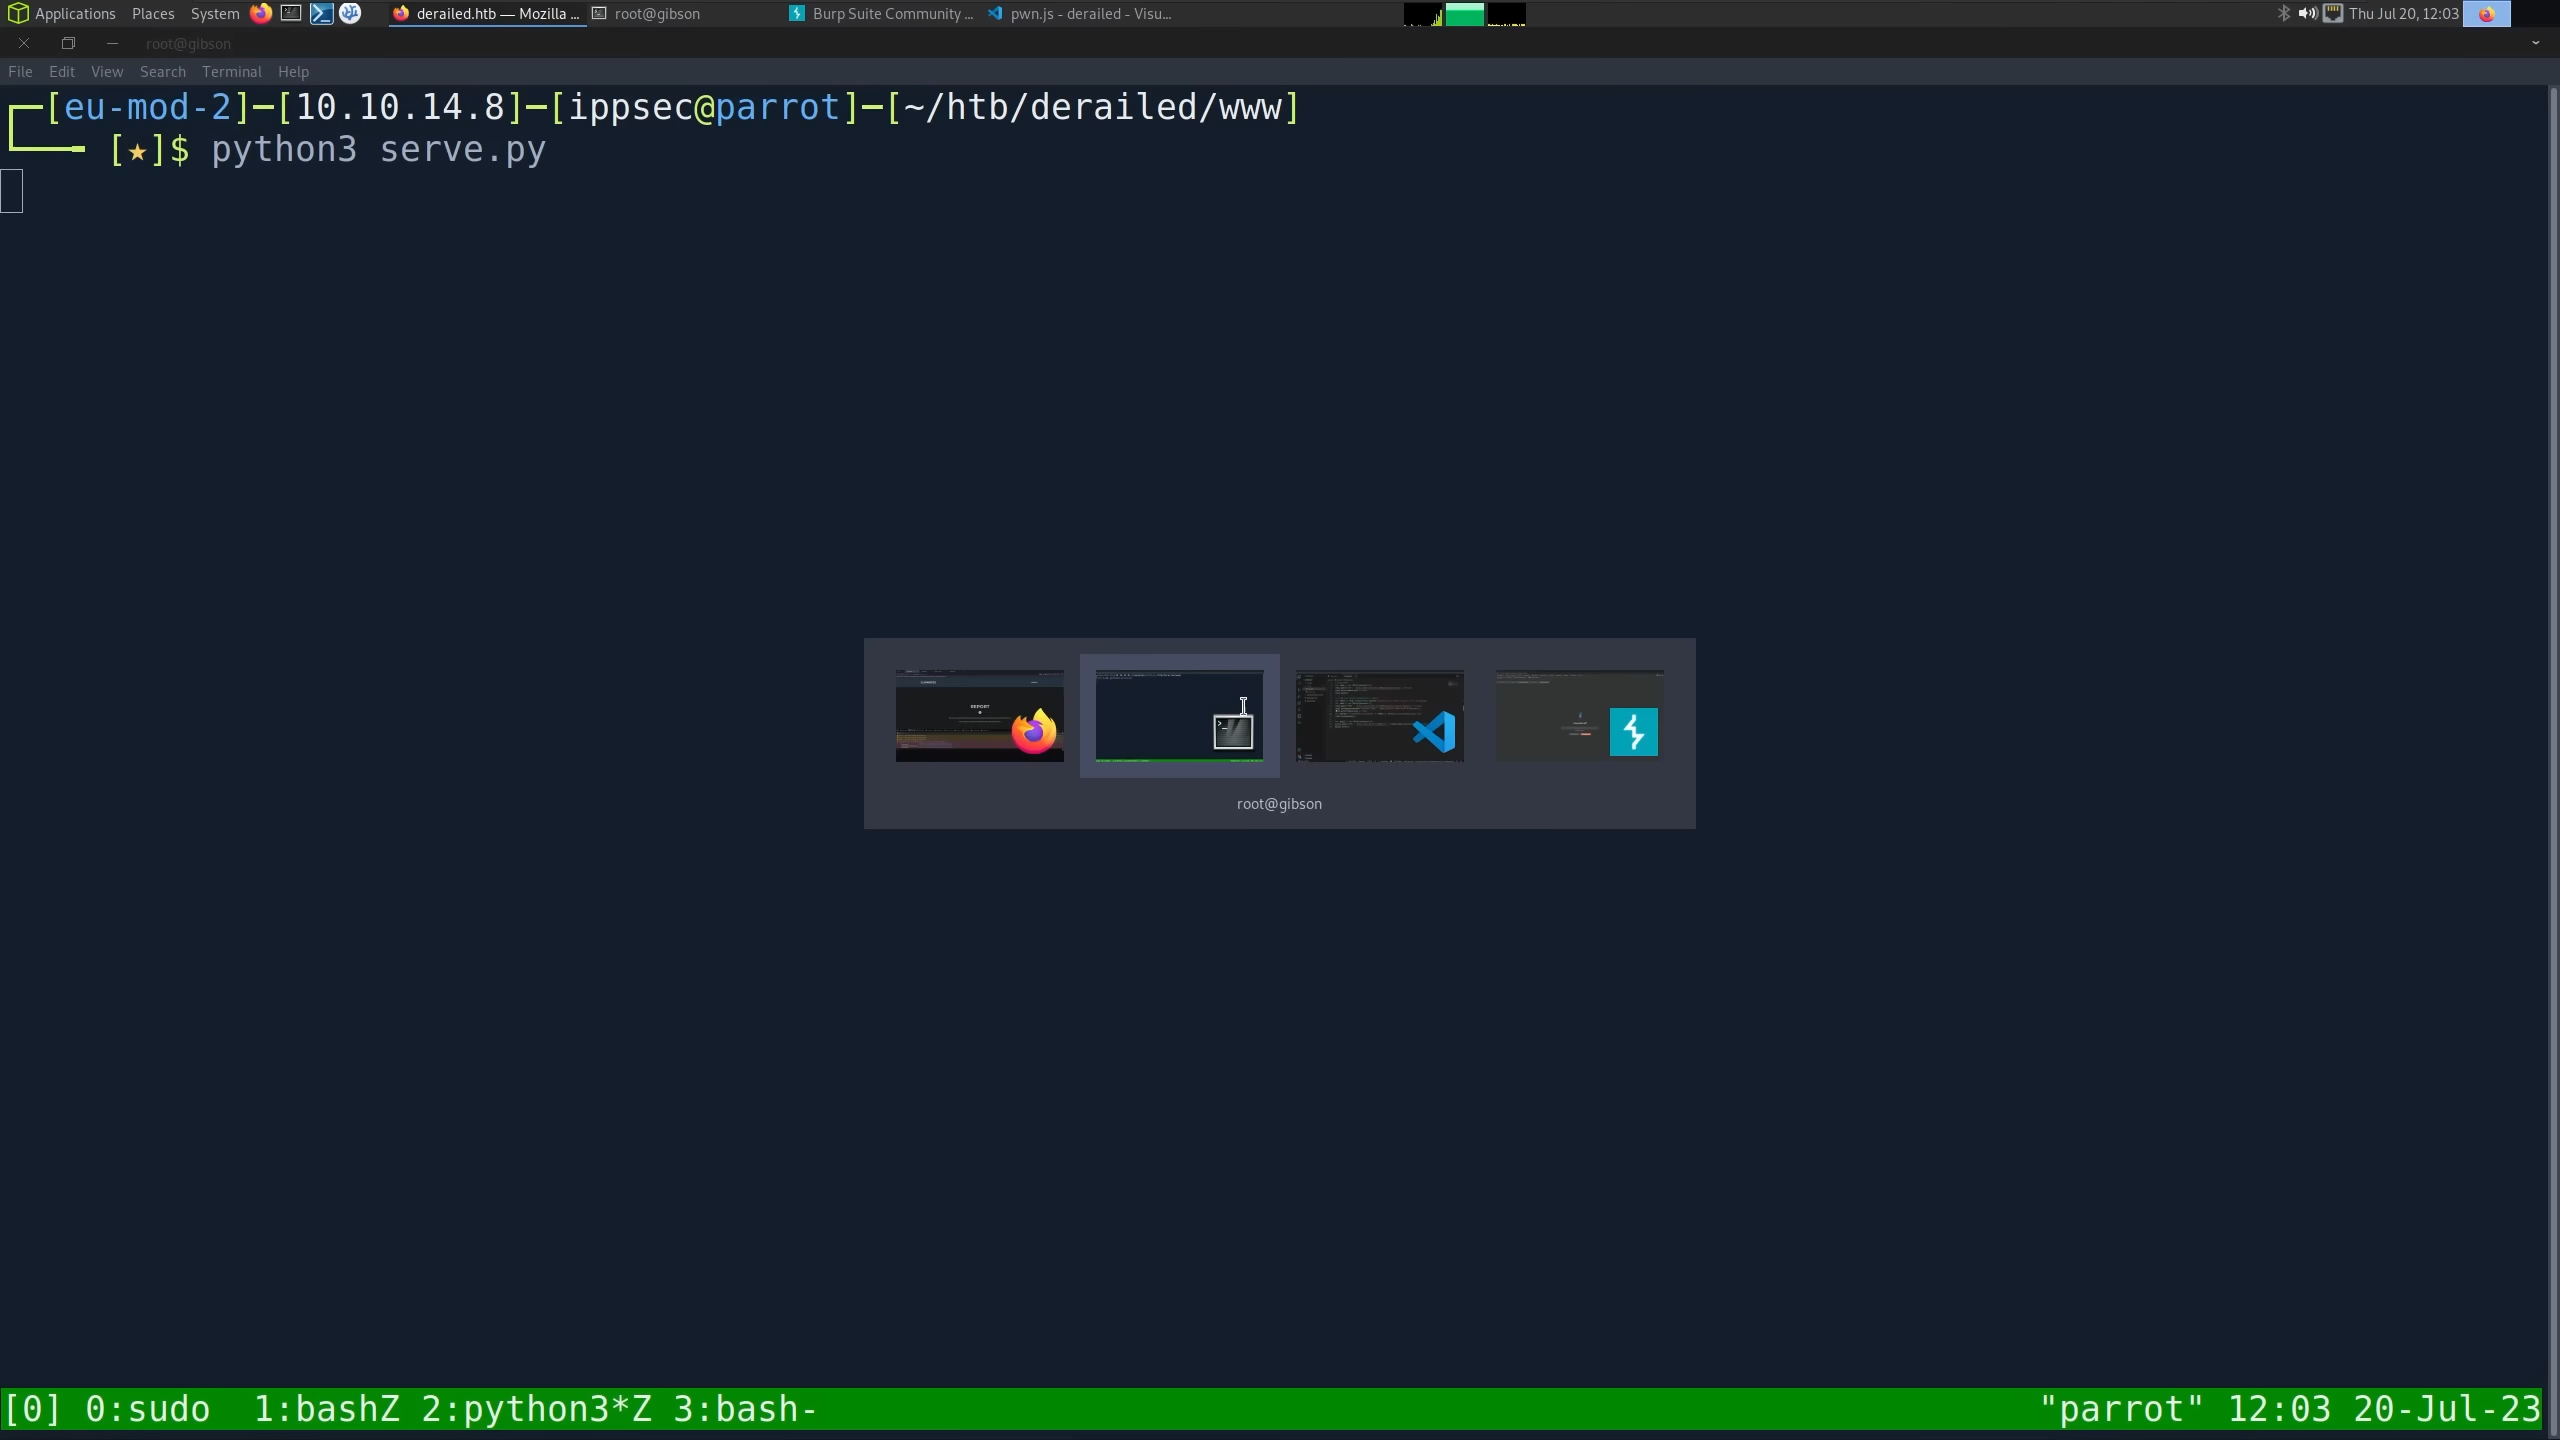 Applications Places System derailed.htb — Mozilla ... root@gibson Burp Suite Community ... pwn.js - derailed - Visu... Thu Jul 20, 12:03
root@gibson
File Edit View Search Terminal Help
[eu-mod-2]─[10.10.14.8]─[ippsec@parrot]─[~/htb/derailed/www]
[★]$ python3 serve.py
REPORT
root@gibson
[0] 0:sudo 1:bashZ 2:python3*Z 3:bash- "parrot" 12:03 20-Jul-23